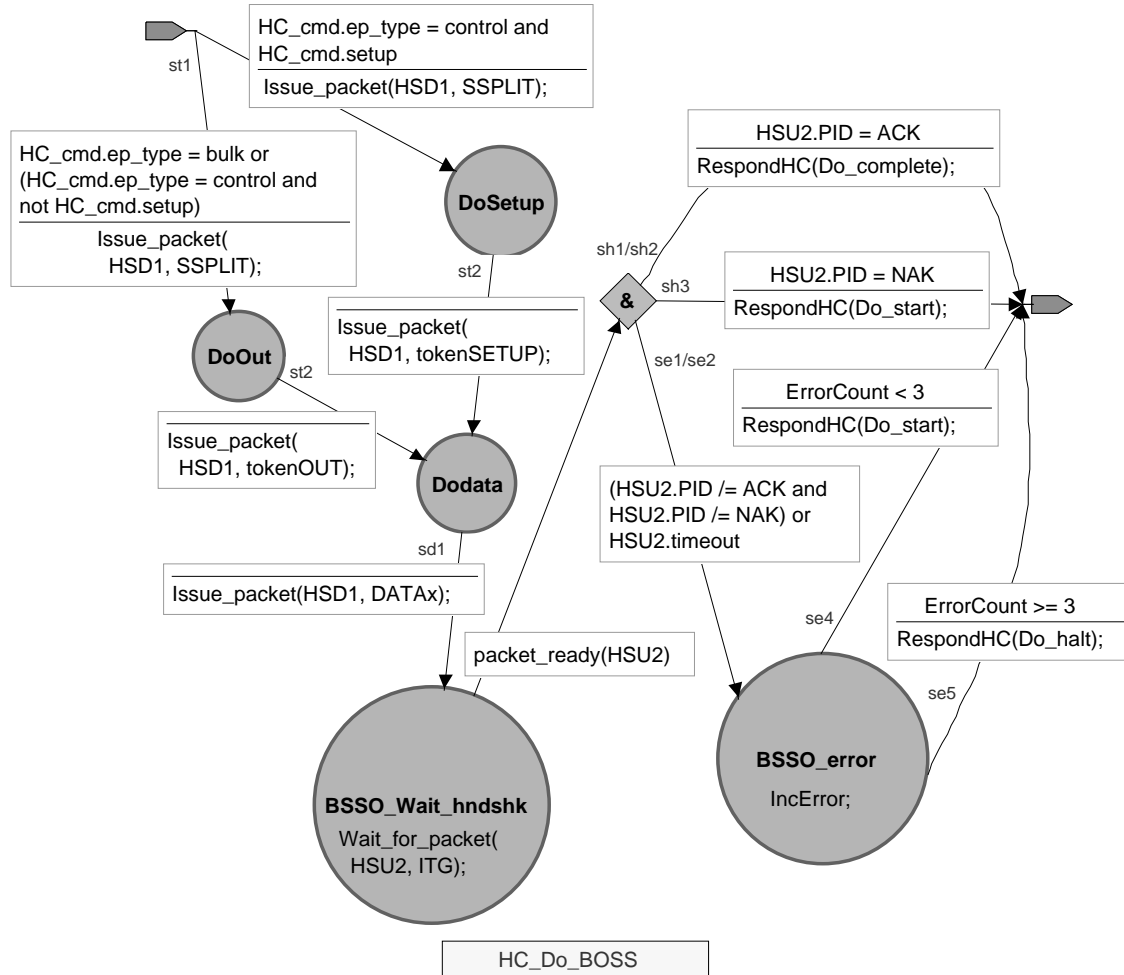 HC_cmd.ep_type = control and
HC_cmd.setup
Issue_packet(HSD1, SSPLIT);
st1
HC_cmd.ep_type = bulk or
(HC_cmd.ep_type = control and
not HC_cmd.setup)
Issue_packet(
HSD1, SSPLIT);
DoSetup
st2
Issue_packet(
HSD1, tokenSETUP);
DoOut
st2
Issue_packet(
HSD1, tokenOUT);
Dodata
sd1
Issue_packet(HSD1, DATAx);
BSSO_Wait_hndshk
Wait_for_packet(
HSU2, ITG);
packet_ready(HSU2)
&
sh1/sh2
HSU2.PID = ACK
RespondHC(Do_complete);
sh3
HSU2.PID = NAK
RespondHC(Do_start);
se1/se2
(HSU2.PID /= ACK and
HSU2.PID /= NAK) or
HSU2.timeout
ErrorCount < 3
RespondHC(Do_start);
se4
ErrorCount >= 3
RespondHC(Do_halt);
se5
BSSO_error
IncError;
HC_Do_BOSS